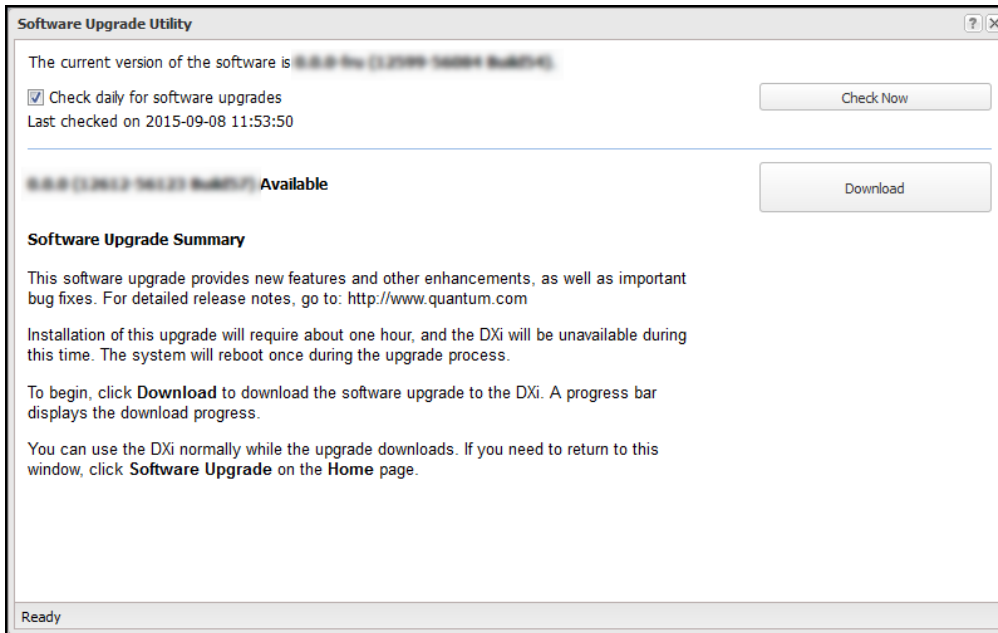 Software Upgrade Utility
?
The current version of the software is
Check daily for software upgrades
Check Now
Last checked on 2015-09-08 11:53:50
Available
Download
Software Upgrade Summary
This software upgrade provides new features and other enhancements, as well as important
bug fixes. For detailed release notes, go to: http://www.quantum.com
Installation of this upgrade will require about one hour, and the DXi will be unavailable during
this time. The system will reboot once during the upgrade process.
To begin, click Download to download the software upgrade to the DXi. A progress bar
displays the download progress.
You can use the DXi normally while the upgrade downloads. If you need to return to this
window, click Software Upgrade on the Home page.
Ready